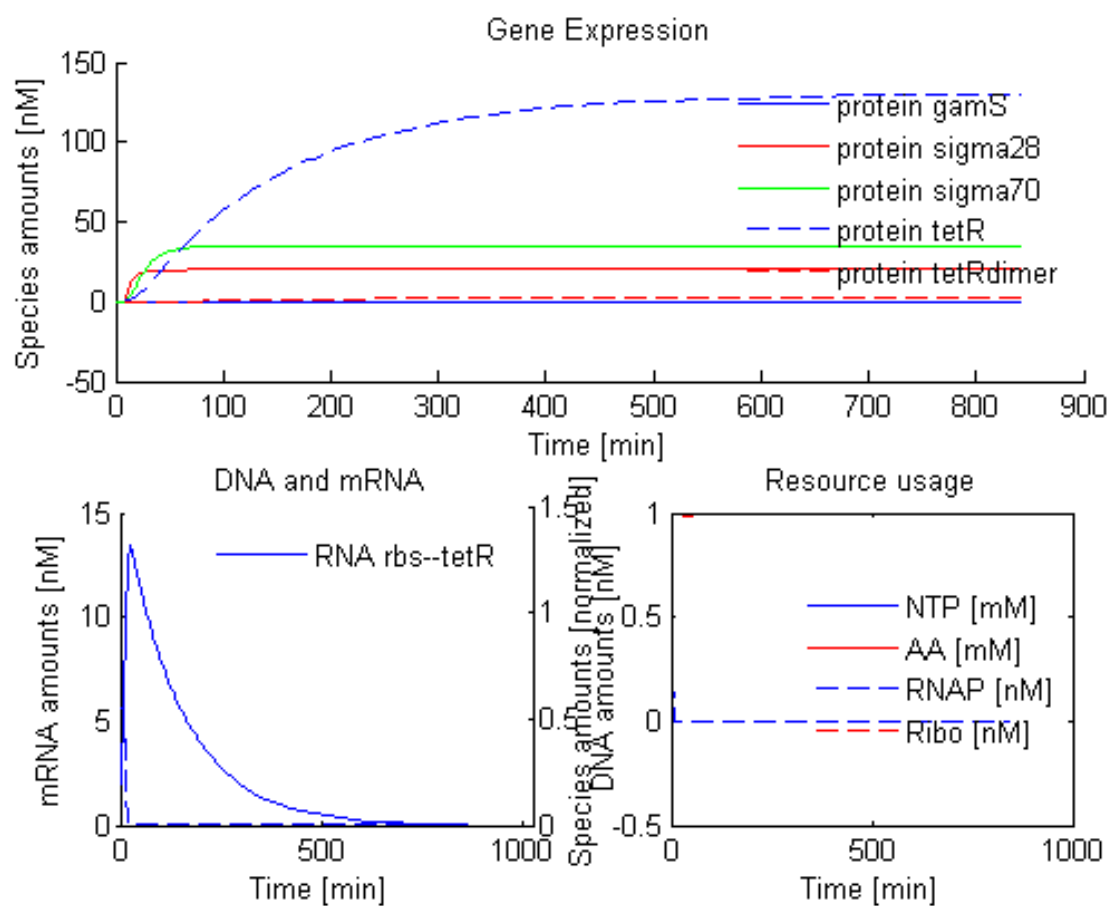 Gene Expression
Species amounts [nM]
150
100
50
0
-50
protein gamS
protein sigma28
protein sigma70
protein tetR
protein tetRdimer
0 100 200 300 400 500 600 700 800 900
Time [min]
DNA and mRNA
mRNA amounts [nM]
15
10
5
0
RNA rbs--tetR
1.5
1
0.5
0
DNA amounts [nM]
0 500 1000
Time [min]
Resource usage
Species amounts [normalized]
1
0.5
0
-0.5
NTP [mM]
AA [mM]
RNAP [nM]
Ribo [nM]
0 500 1000
Time [min]